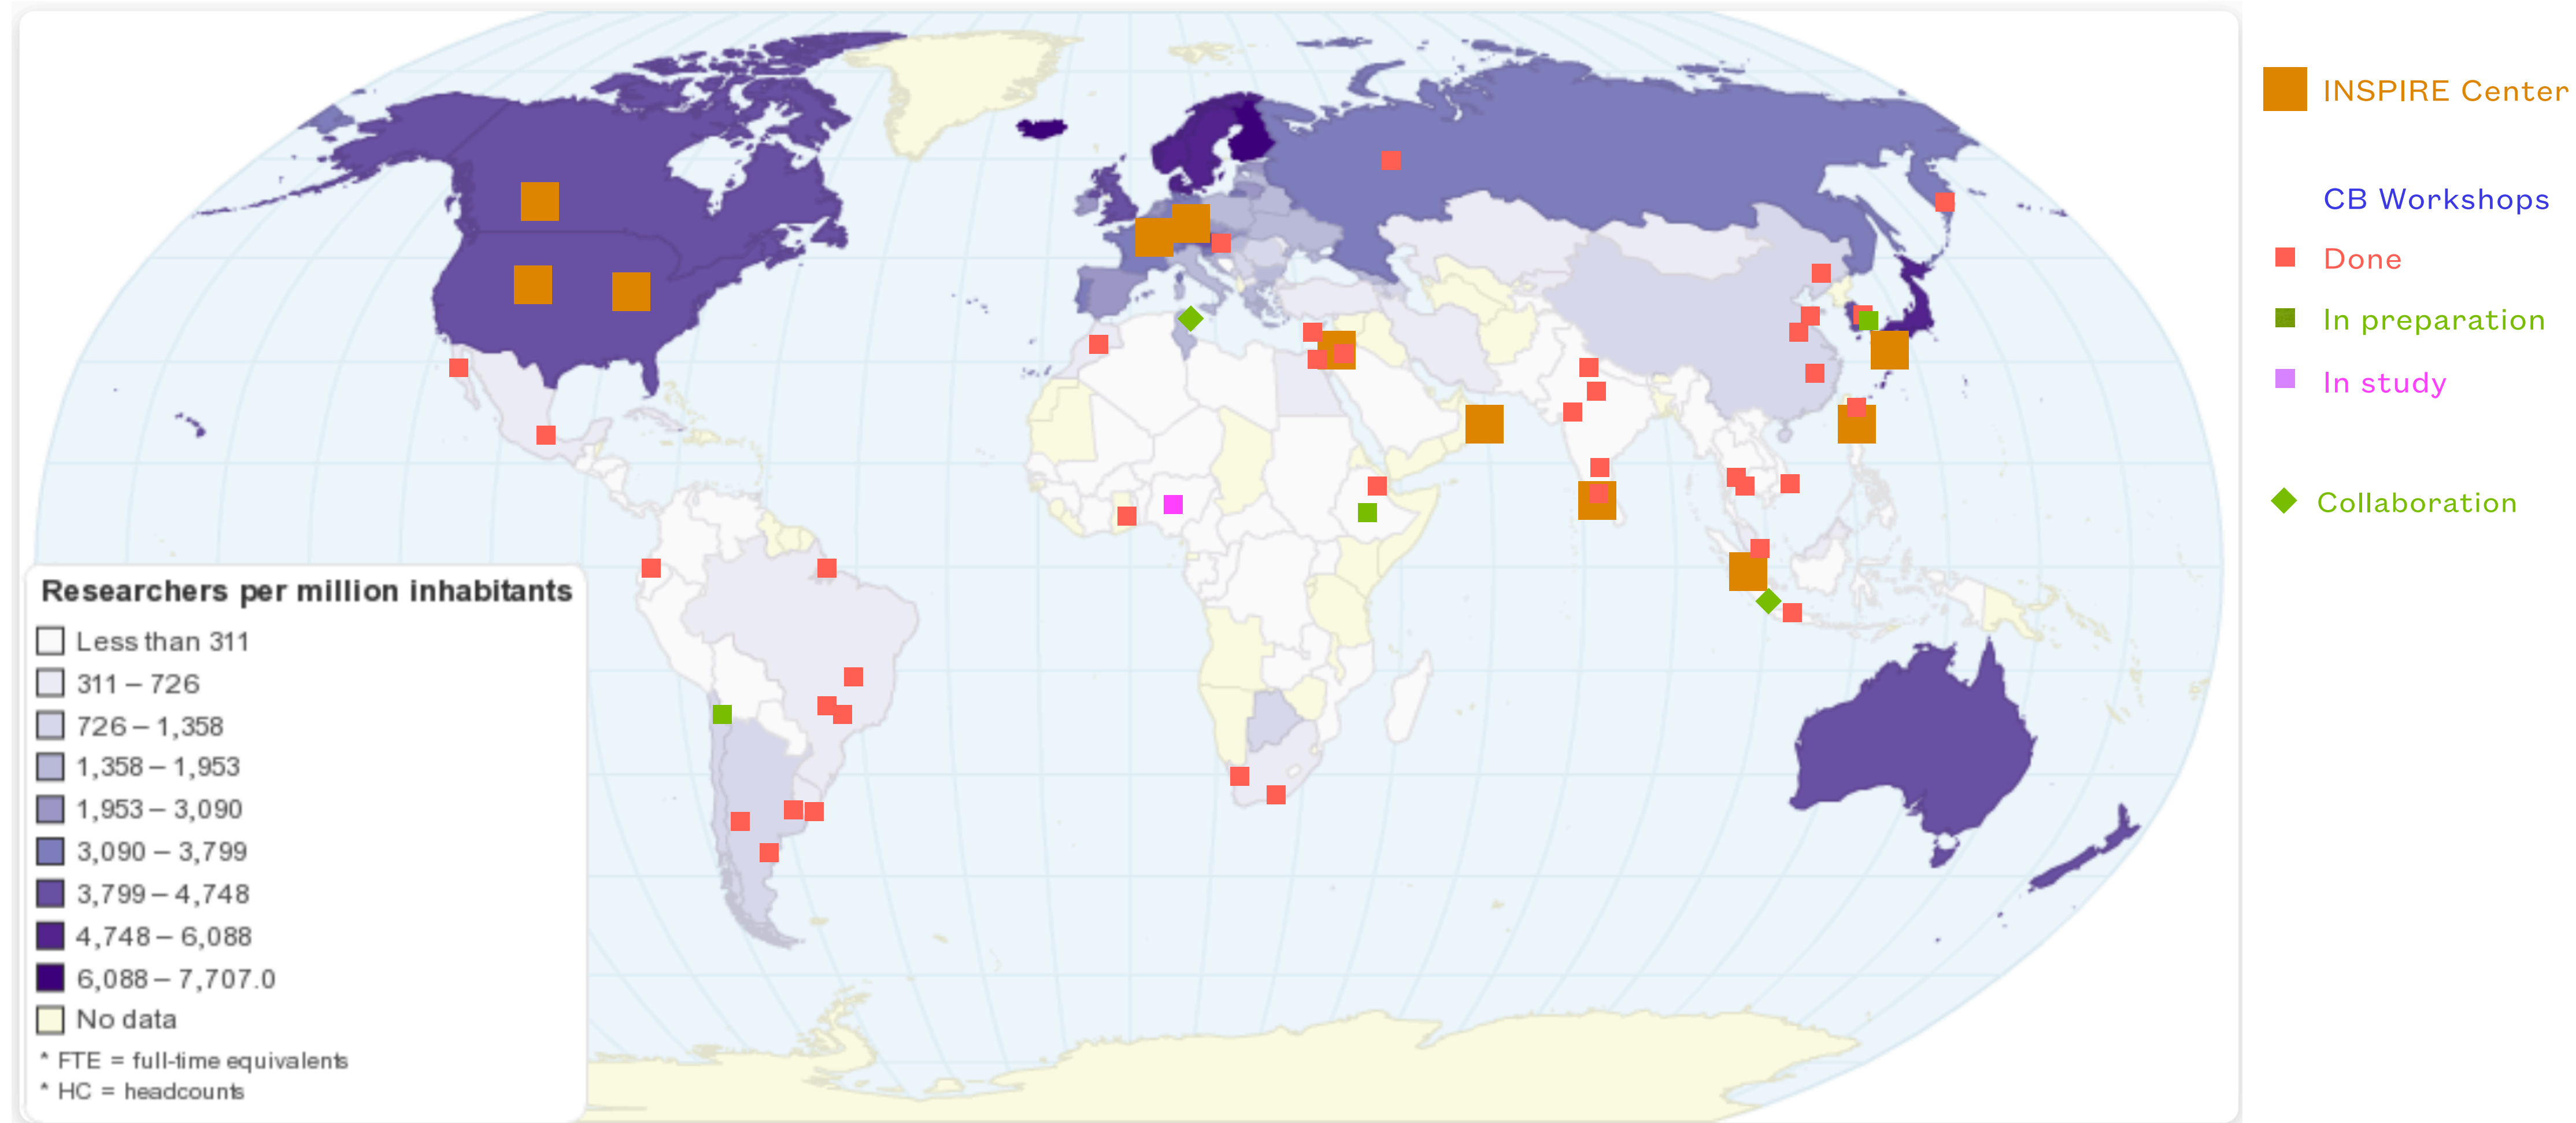 INSPIRE Center
CB Workshops
Done
In preparation
In study
Collaboration
Researchers per million inhabitants
Less than 311
311 – 726
726 – 1,358
1,358 – 1,953
1,953 – 3,090
3,090 – 3,799
3,799 – 4,748
4,748 – 6,088
6,088 – 7,707.0
No data
* FTE = full-time equivalents
* HC = headcounts